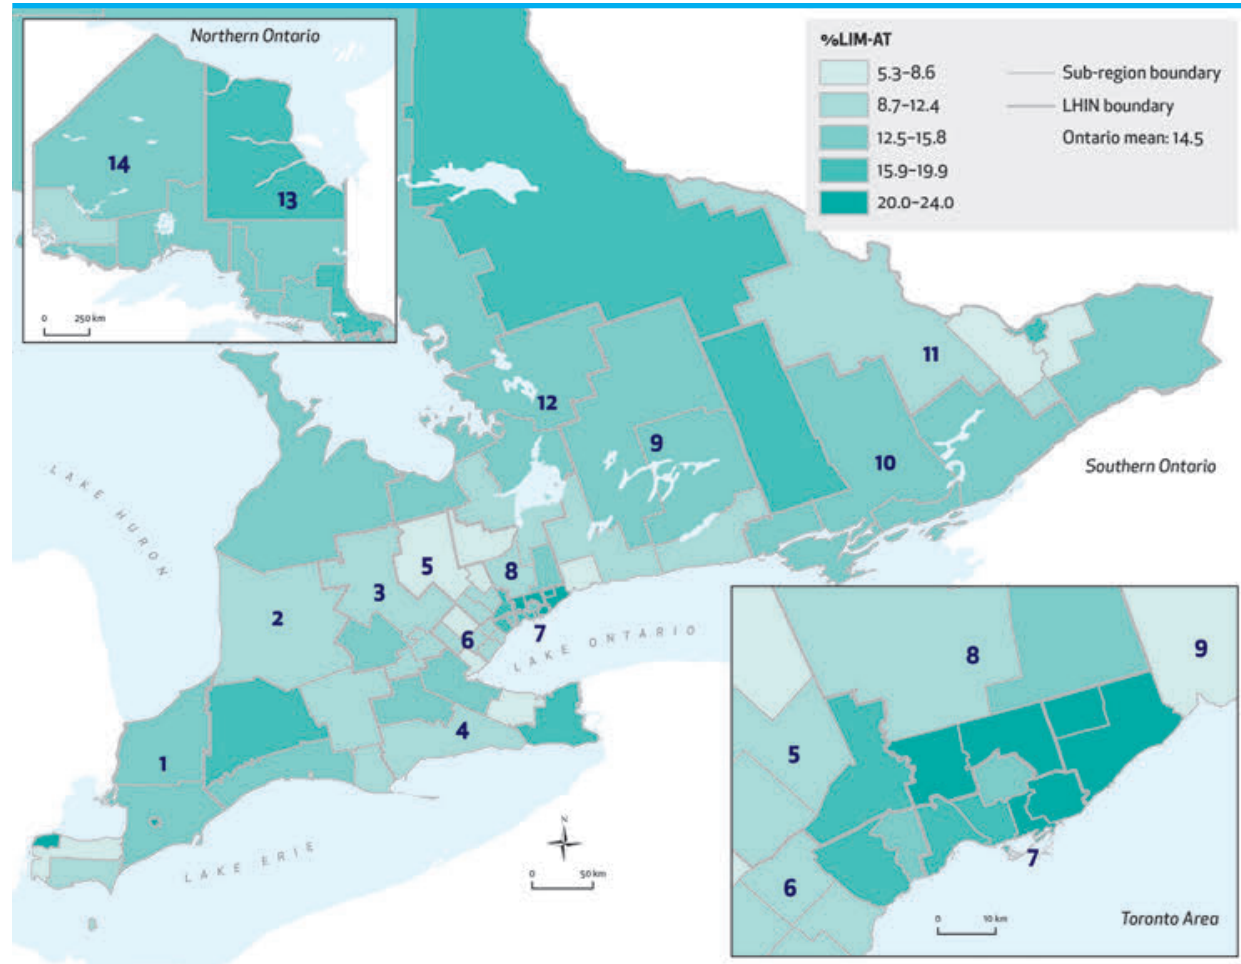 Northern Ontario
14
13
0 250 km
%LIM-AT
5.3–8.6
8.7–12.4
12.5–15.8
15.9–19.9
20.0–24.0
Sub-region boundary
LHIN boundary
Ontario mean: 14.5
11
12
9
10
Southern Ontario
LAKE HURON
5
8
3
2
6
7
LAKE ONTARIO
4
1
LAKE ERIE
N
0 50 km
8
9
5
7
6
0 10 km
Toronto Area